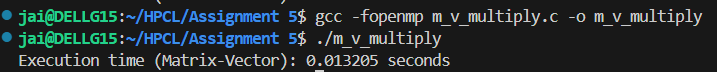 jai@DELLG15:~/HPCL/Assignment 5$ gcc -fopenmp m_v_multiply.c -o m_v_multiply
jai@DELLG15:~/HPCL/Assignment 5$ ./m_v_multiply
Execution time (Matrix-Vector): 0.013205 seconds